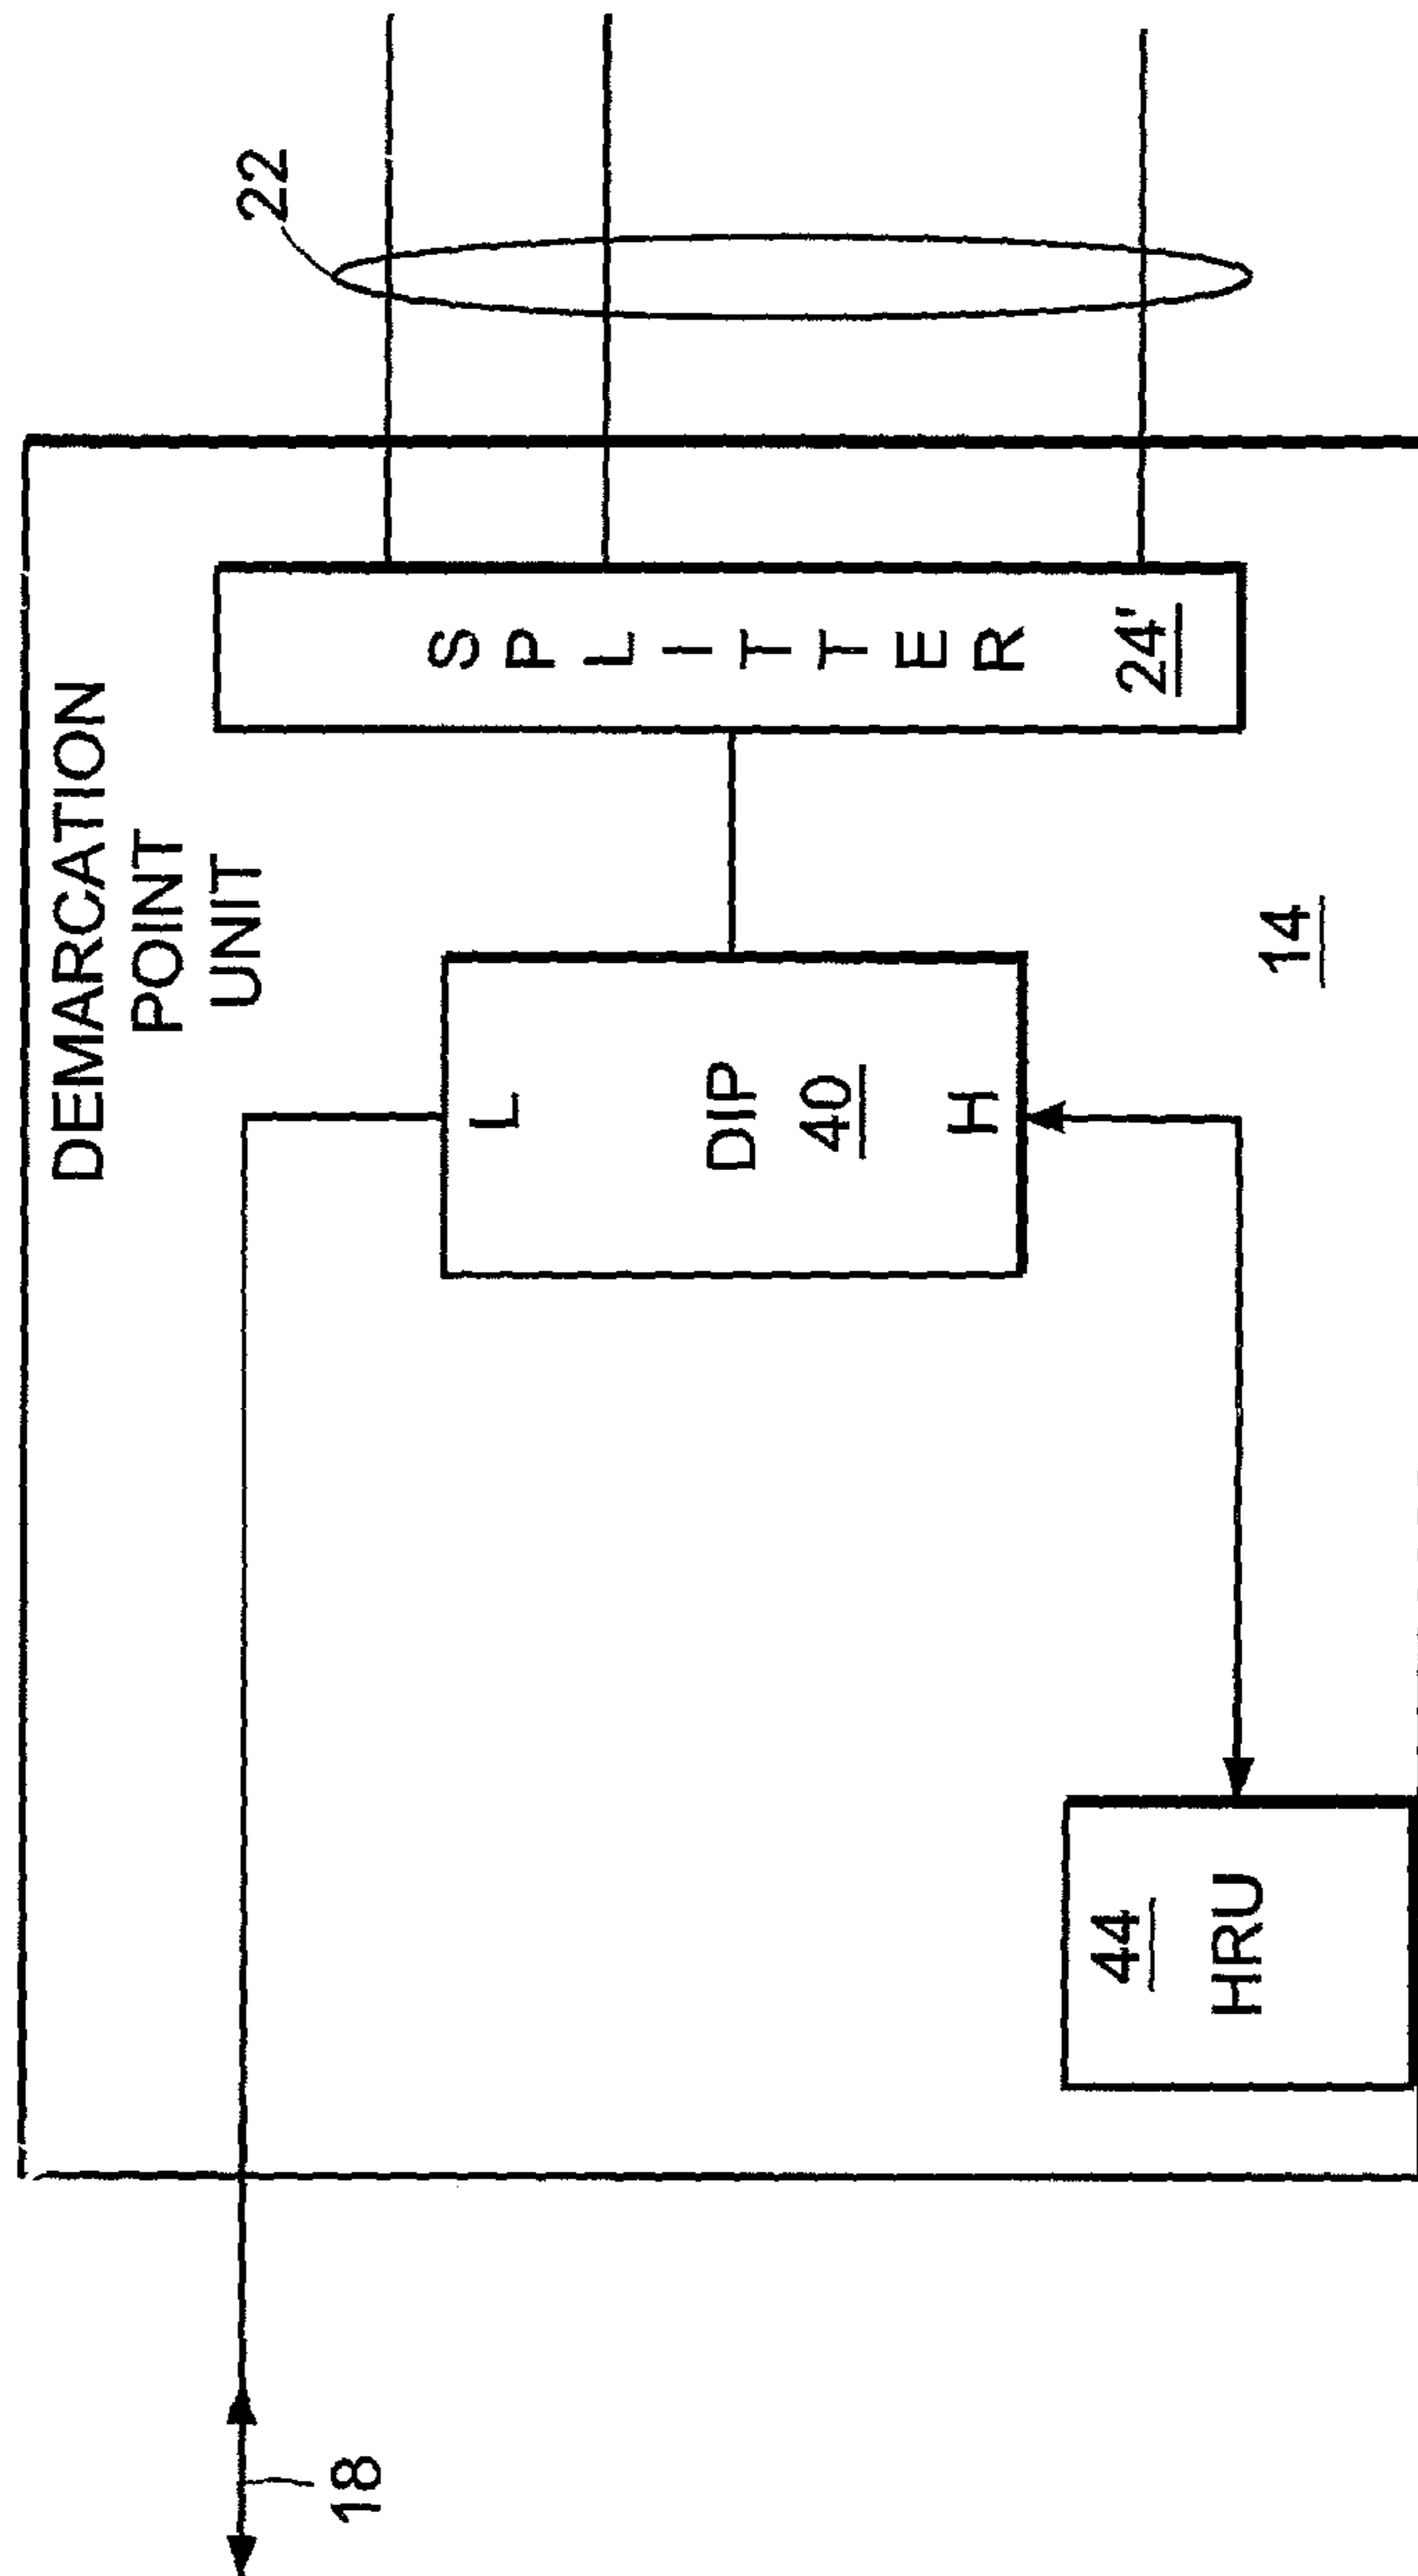 DEMARCATION
POINT
UNIT
22
18
L
DIP
40
H
SPLITTER
24'
44
HRU
14